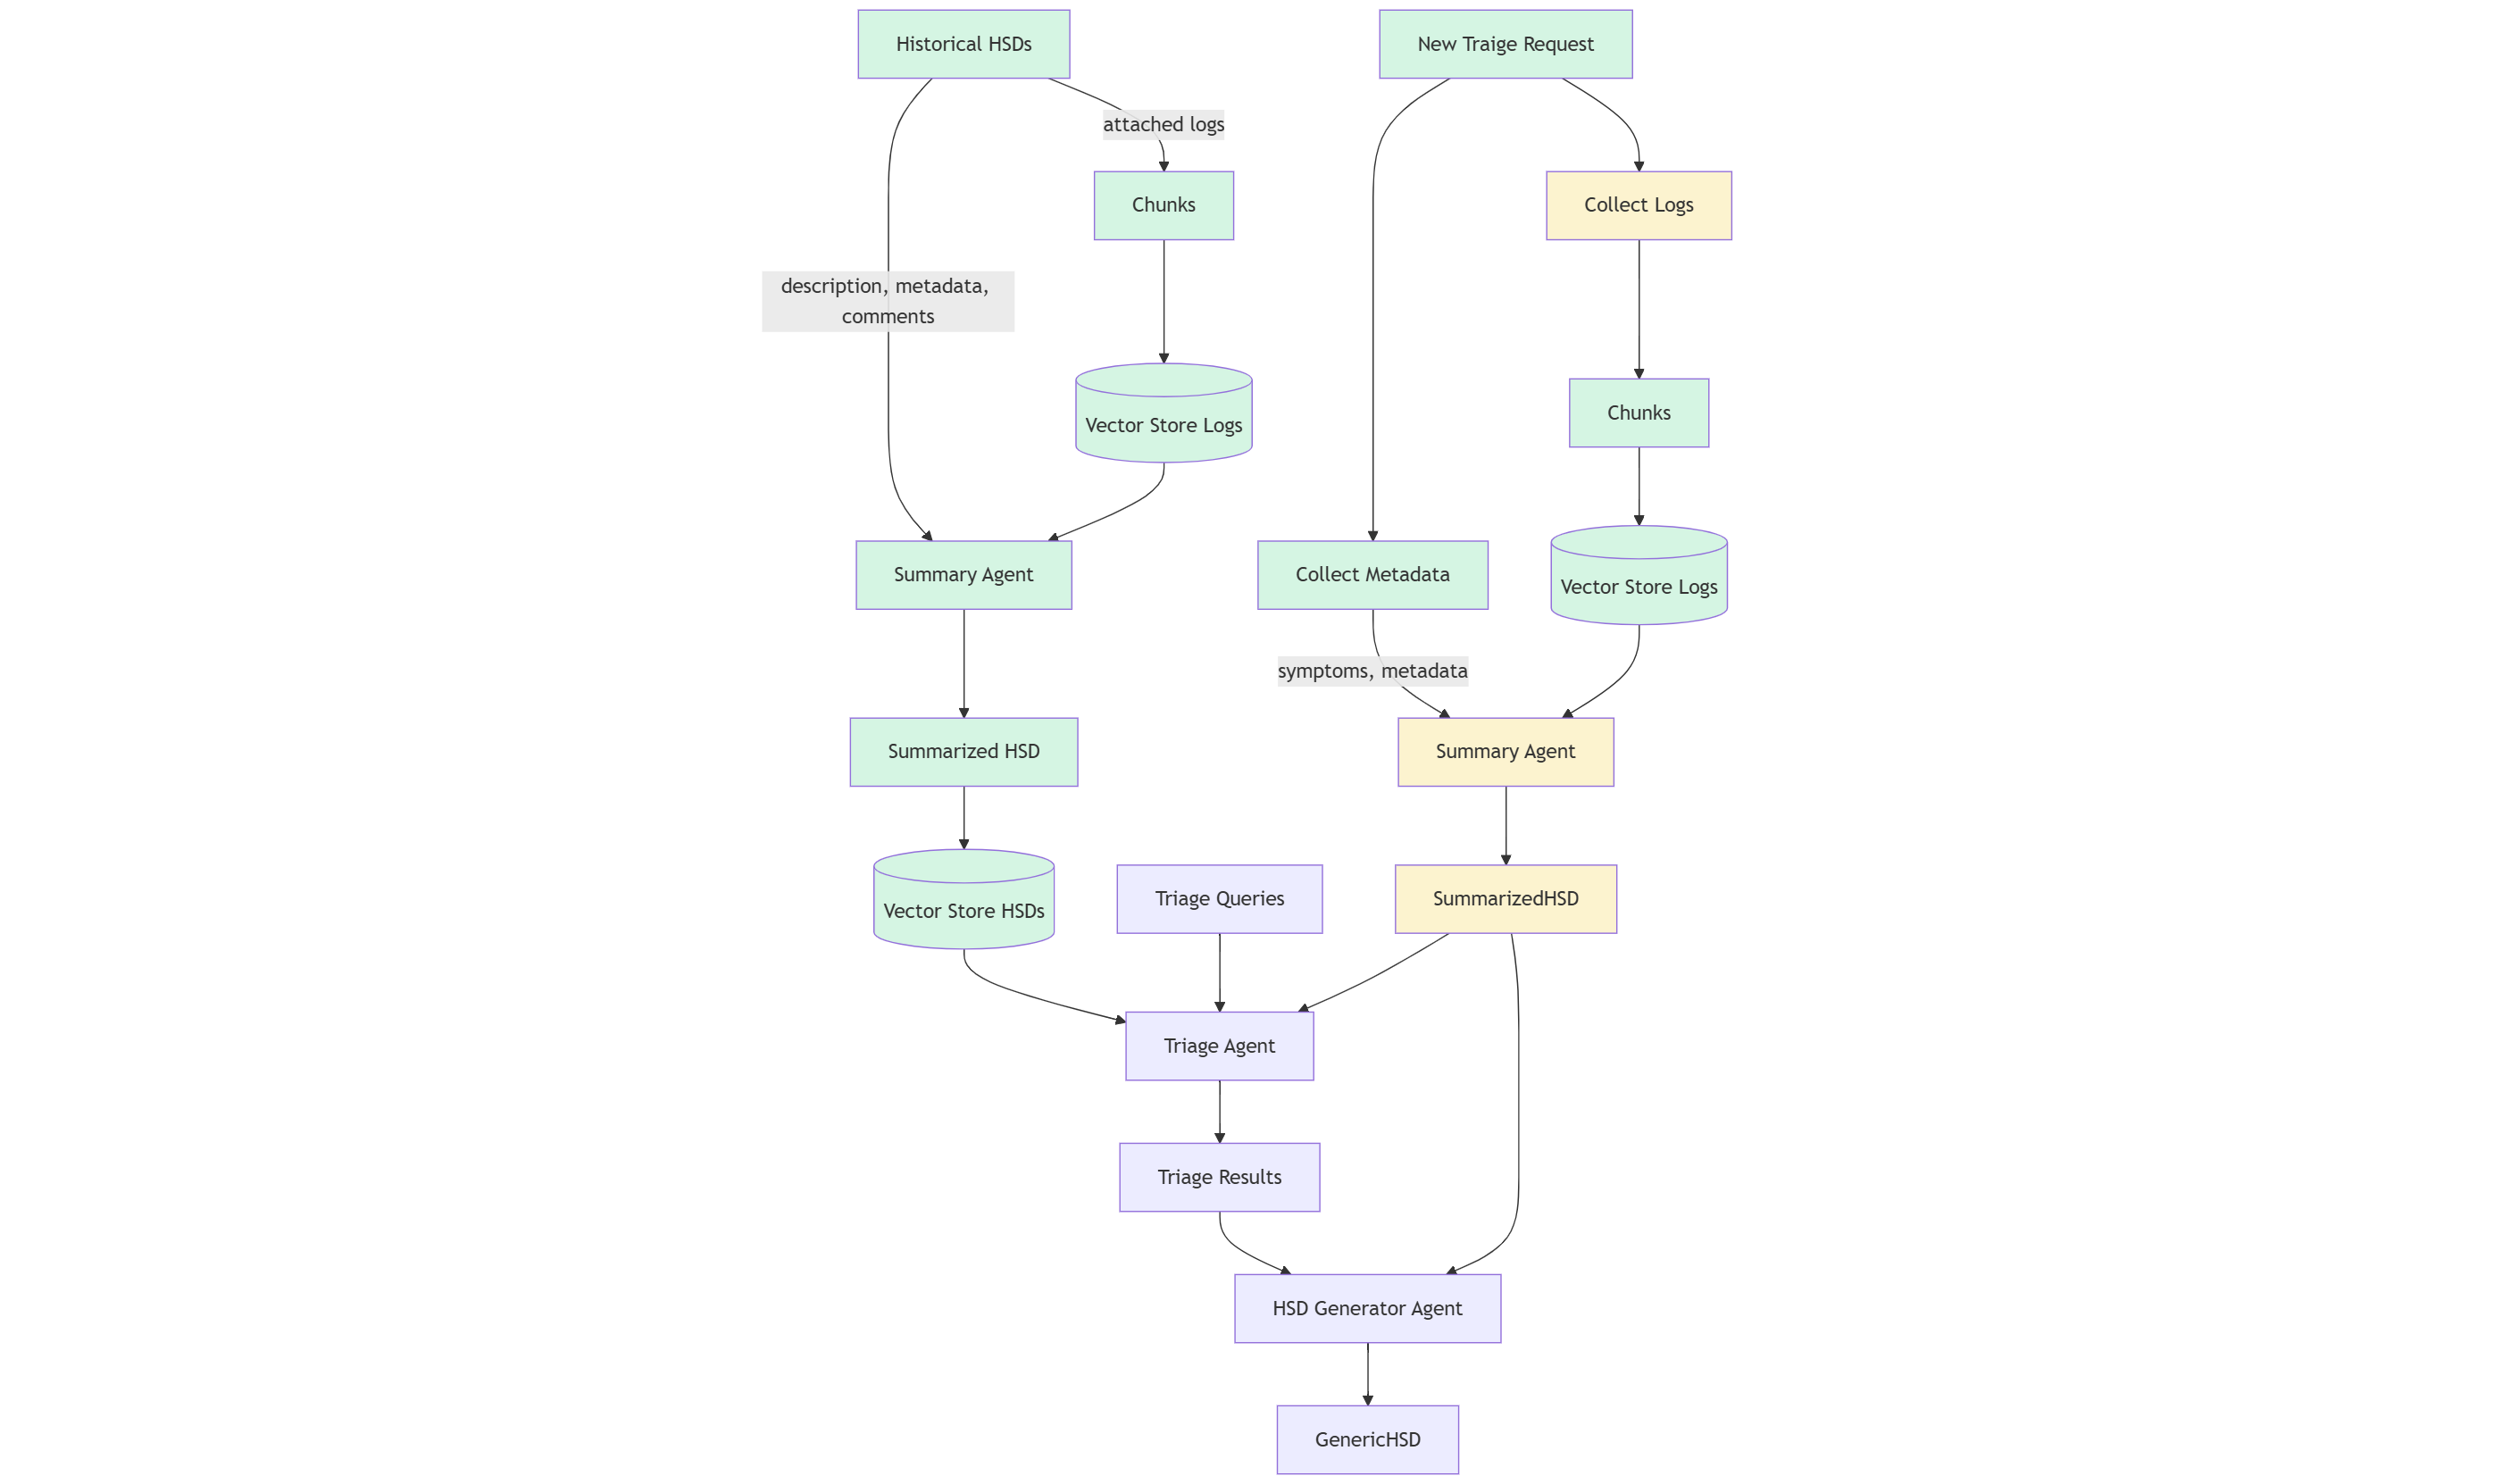 Historical HSDs
New Traige Request
attached logs
Chunks
Collect Logs
description, metadata,
comments
Vector Store Logs
Chunks
Summary Agent
Collect Metadata
Vector Store Logs
symptoms, metadata
Summarized HSD
Summary Agent
Vector Store HSDs
Triage Queries
SummarizedHSD
Triage Agent
Triage Results
HSD Generator Agent
GenericHSD